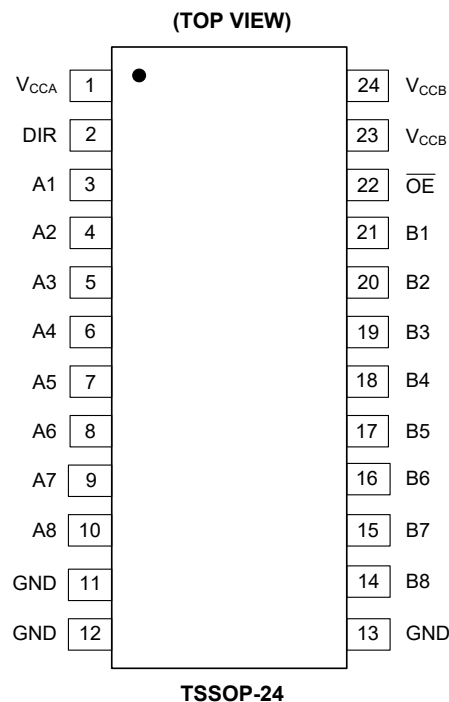 (TOP VIEW)
VCCA 1 24 VCCB
DIR 2 23 VCCB
A1 3 22 O̅E̅
A2 4 21 B1
A3 5 20 B2
A4 6 19 B3
A5 7 18 B4
A6 8 17 B5
A7 9 16 B6
A8 10 15 B7
GND 11 14 B8
GND 12 13 GND
TSSOP-24